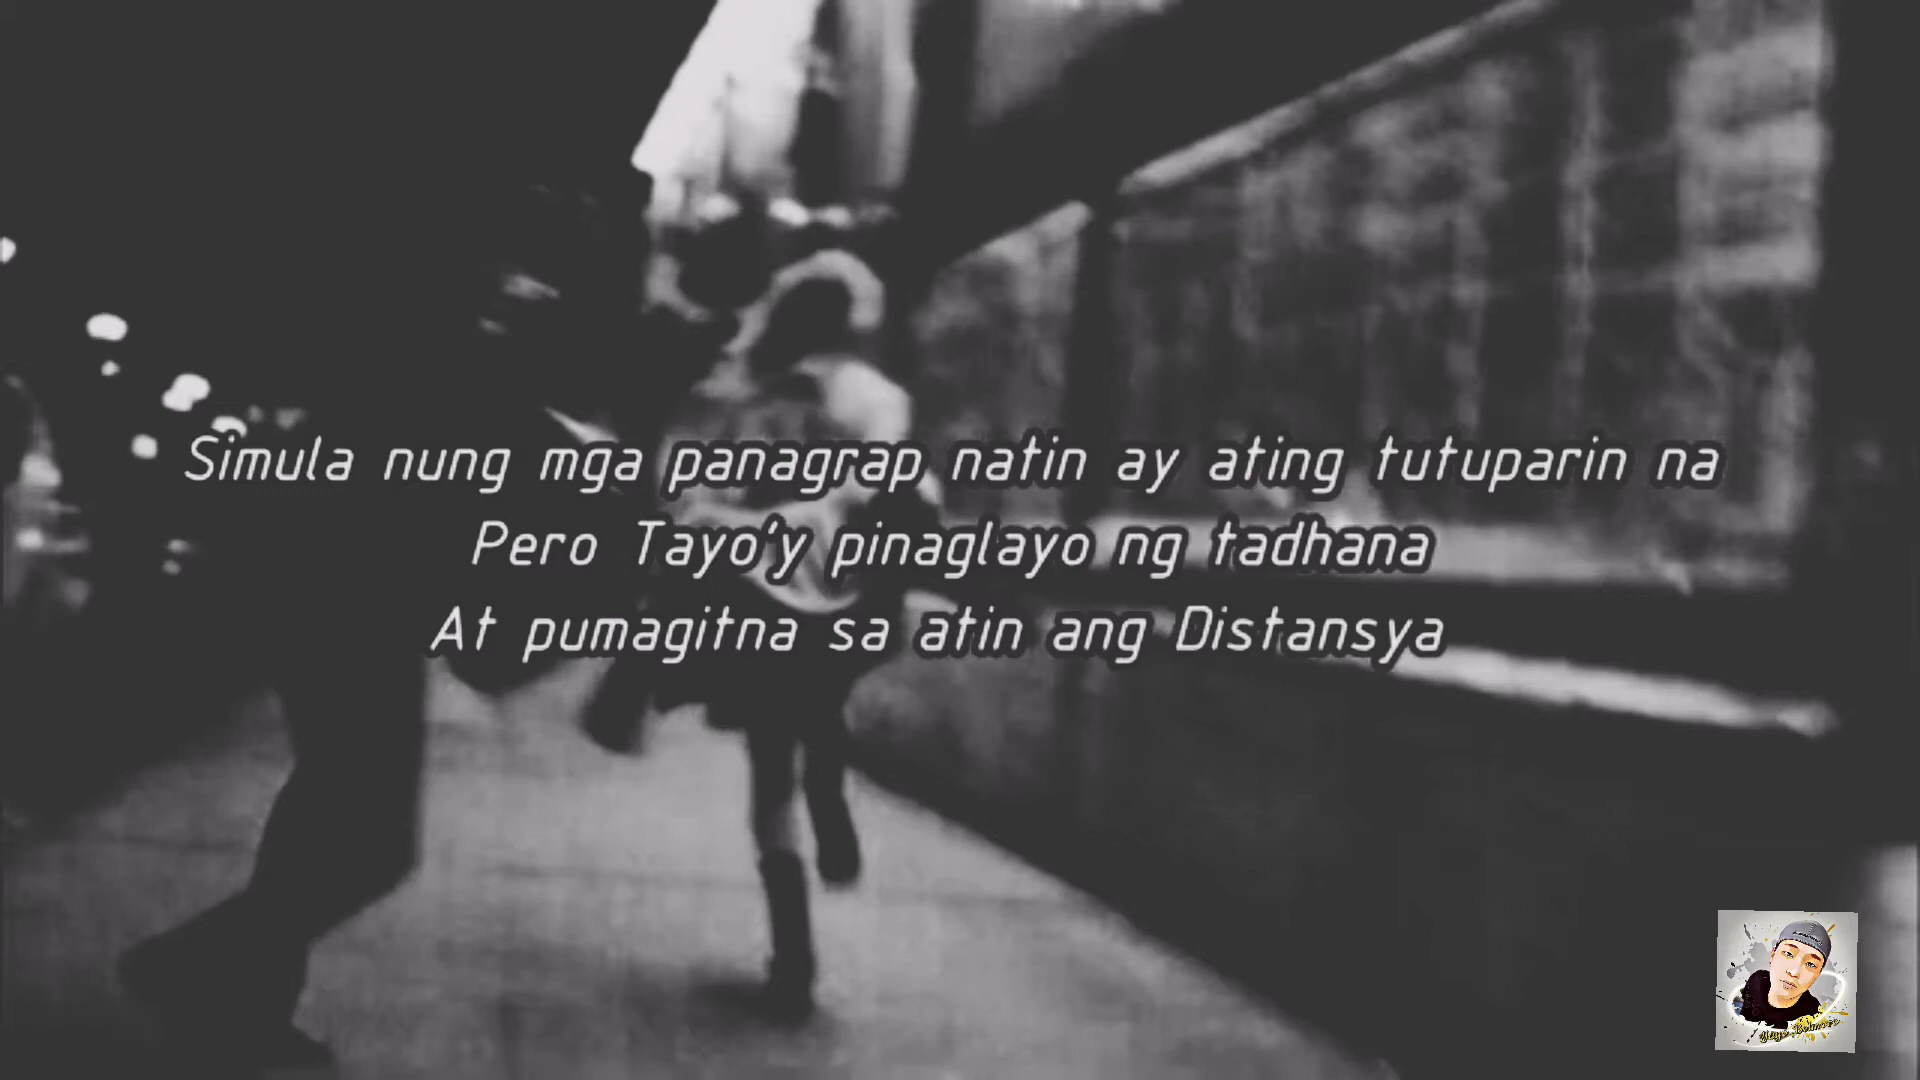 Simula nung mga panagrap natin ay ating tutuparin na
Pero Tayo'y pinaglayo ng tadhana
At pumagitna sa atin ang Distansya